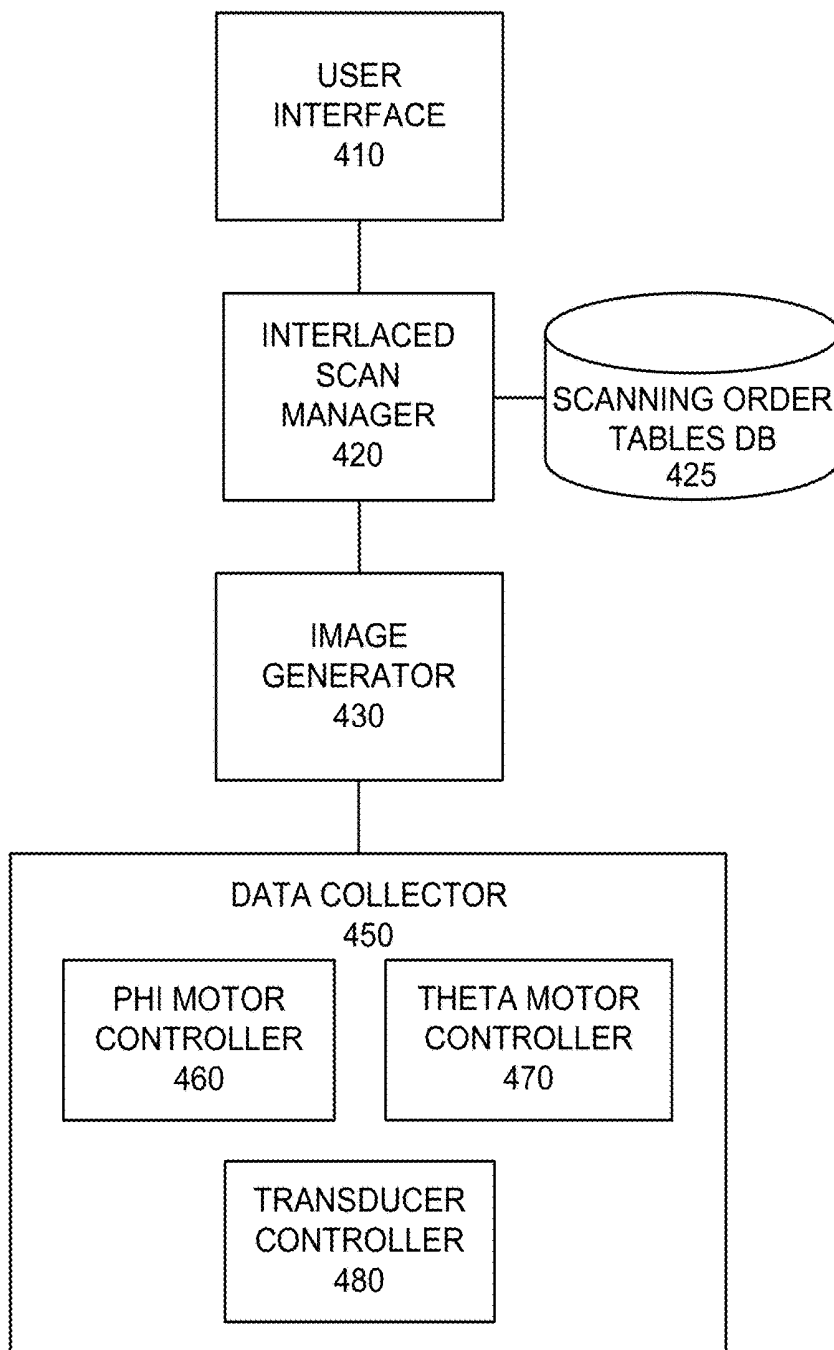 USER
INTERFACE
410
INTERLACED
SCAN
MANAGER
420
SCANNING ORDER
TABLES DB
425
IMAGE
GENERATOR
430
DATA COLLECTOR
450
PHI MOTOR
CONTROLLER
460
THETA MOTOR
CONTROLLER
470
TRANSDUCER
CONTROLLER
480